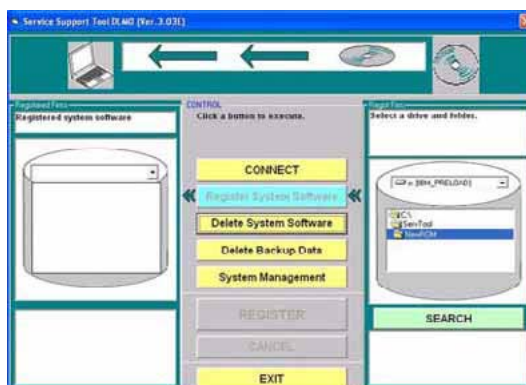 Service Support Tool DLM0 (Ver.3.03E)
Registered Files
Registered system software
CONTROL
Click a button to execute.
CONNECT
Register System Software
Delete System Software
Delete Backup Data
System Management
REGISTER
CANCEL
EXIT
Select a drive and folder.
c: [IBM_PRELOAD]
C:\
ServTool
NewROM
SEARCH